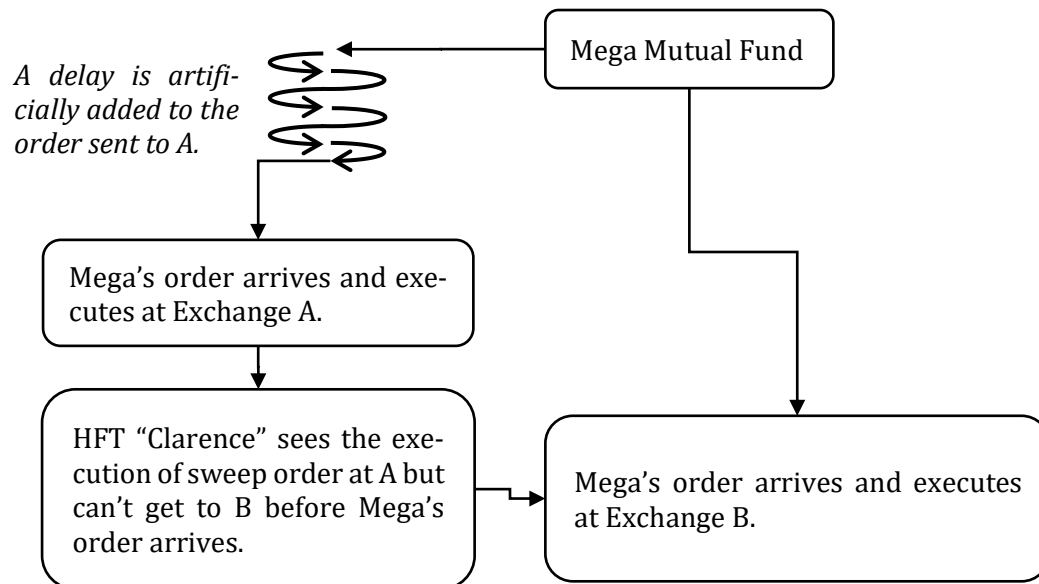 Mega Mutual Fund
A delay is artifi-
cially added to the
order sent to A.
Mega’s order arrives and exe-
cutes at Exchange A.
HFT “Clarence” sees the exe-
cution of sweep order at A but
can’t get to B before Mega’s
order arrives.
Mega’s order arrives and executes
at Exchange B.